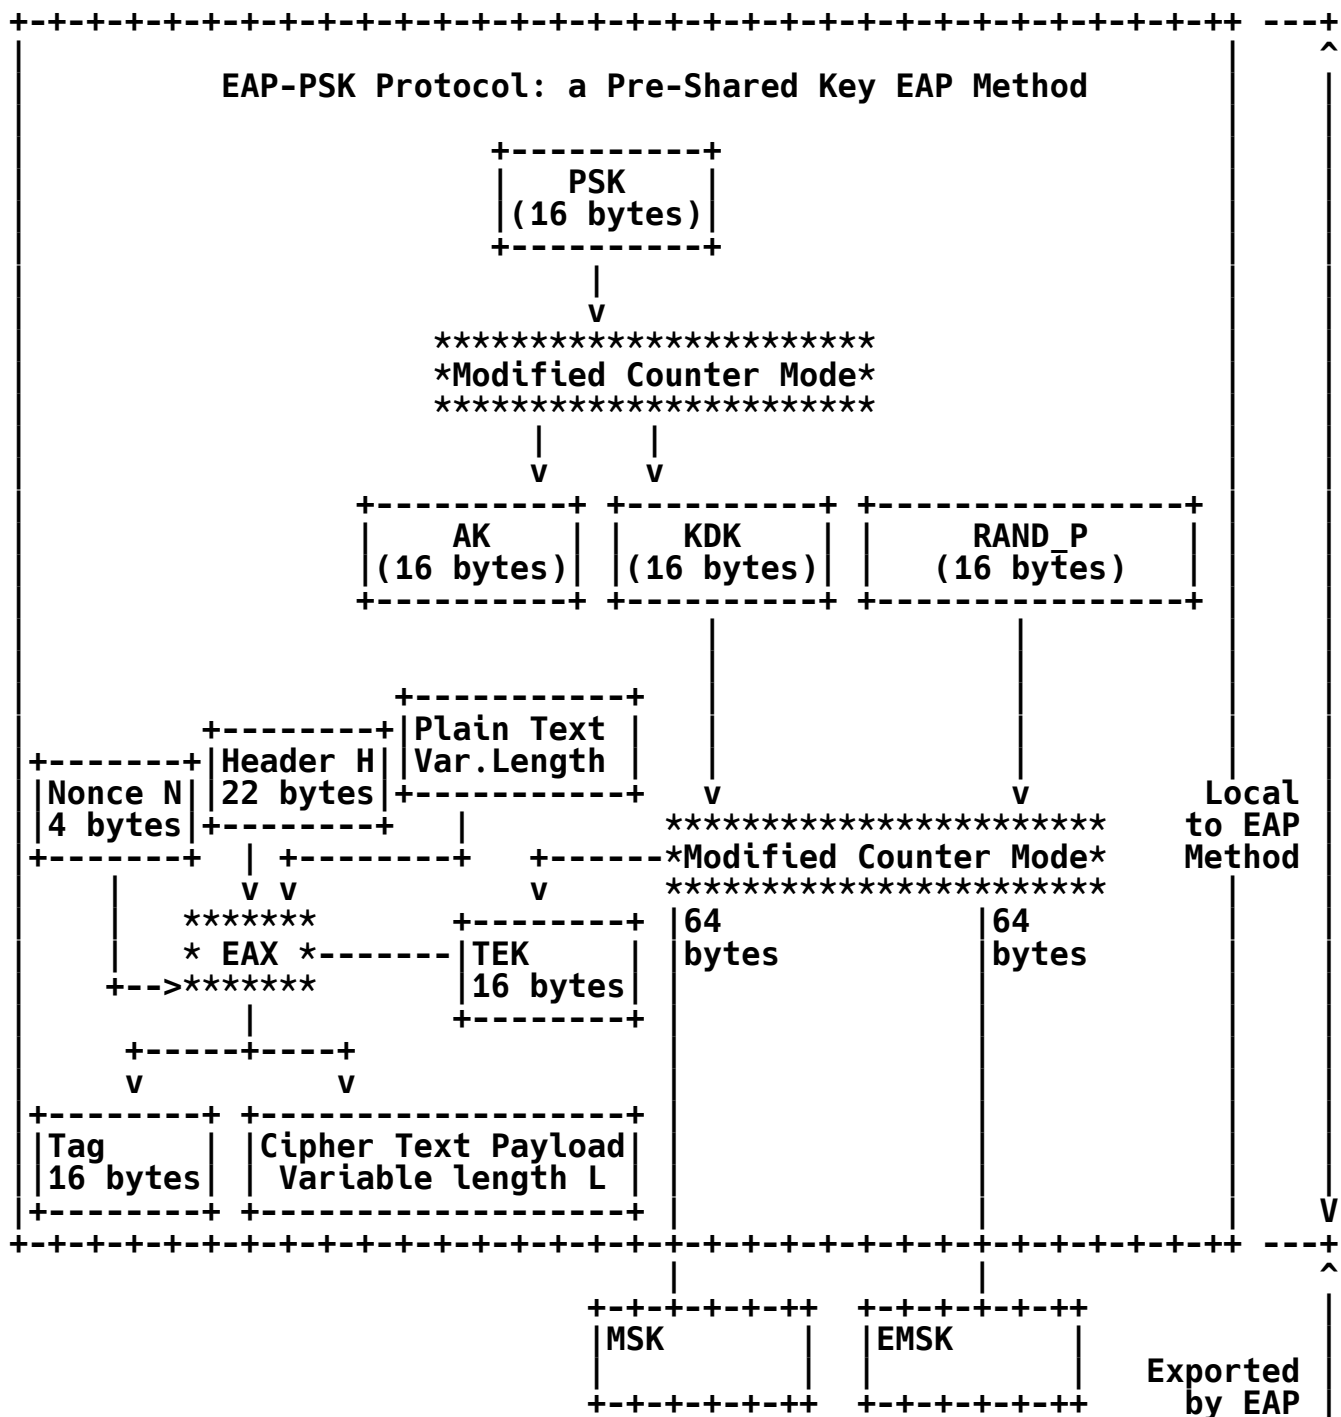 +-+-+-+-+-+-+-+-+-+-+-+-+-+-+-+-+-+-+-+-+-+-+-+-+-+-+-+-+-+-+-++ ---+
|                                                              |    ^
|          EAP-PSK Protocol: a Pre-Shared Key EAP Method       |    |
|                                                              |    |
|                        +----------+                          |    |
|                        |   PSK    |                          |    |
|                        |(16 bytes)|                          |    |
|                        +----------+                          |    |
|                             |                                |    |
|                             v                                |    |
|                     ***********************                  |    |
|                     *Modified Counter Mode*                  |    |
|                     ***********************                  |    |
|                          |     |                             |    |
|                          v     v                             |    |
|                 +----------+ +----------+ +----------------+ |    |
|                 |    AK    | |   KDK    | |     RAND_P     | |    |
|                 |(16 bytes)| |(16 bytes)| |   (16 bytes)   | |    |
|                 +----------+ +----------+ +----------------+ |    |
|                                   |               |          |    |
|                                   |               |          |    |
|                   +-----------+   |               |          |    |
|         +--------+|Plain Text |   |               |          |    |
|+-------+|Header H||Var.Length |   |               |          |    |
||Nonce N||22 bytes|+-----------+   v               v         Local  |
||4 bytes|+--------+   |          ***********************    to EAP  |
|+-------+  | +--------+   +------*Modified Counter Mode*    Method  |
|    |      v v            v      ***********************      |    |
|    |   *******       +--------+ |64             |64          |    |
|    |   * EAX *-------|TEK     | |bytes          |bytes       |    |
|    +-->*******       |16 bytes| |               |            |    |
|           |          +--------+ |               |            |    |
|     +-----+----+                |               |            |    |
|     v          v                |               |            |    |
|+--------+ +-------------------+ |               |            |    |
||Tag     | |Cipher Text Payload| |               |            |    |
||16 bytes| | Variable length L | |               |            |    |
|+--------+ +-------------------+ |               |            |    V
+-+-+-+-+-+-+-+-+-+-+-+-+-+-+-+-+-+-+-+-+-+-+-+-+-+-+-+-+-+-+-++ ---+
                                  |               |                 ^
                              +-+-+-+-+-+-++  +-+-+-+-+-+-++        |
                              |MSK       |  |EMSK      |            |
                              |          |  |          |   Exported |
                              +-+-+-+-+-+-++  +-+-+-+-+-+-++ by EAP |